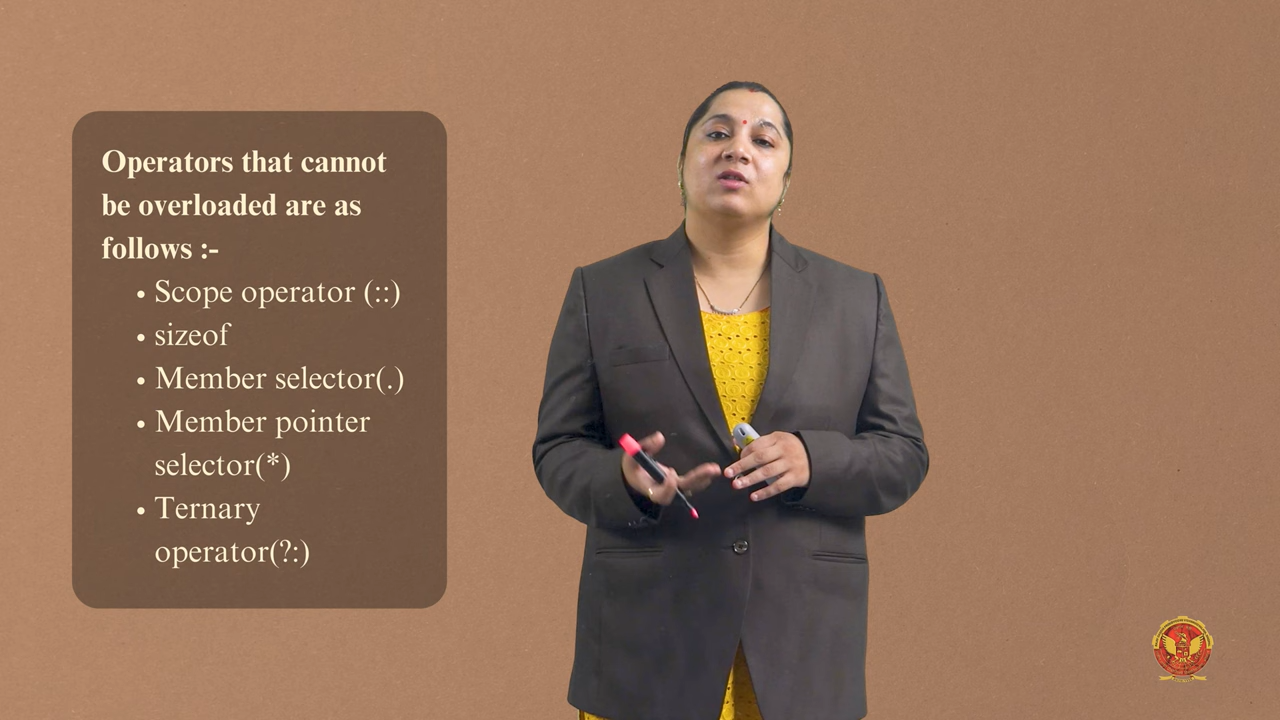 Operators that cannot
be overloaded are as
follows :-
• Scope operator (::)
• sizeof
• Member selector(.)
• Member pointer
selector(*)
• Ternary
operator(?:)